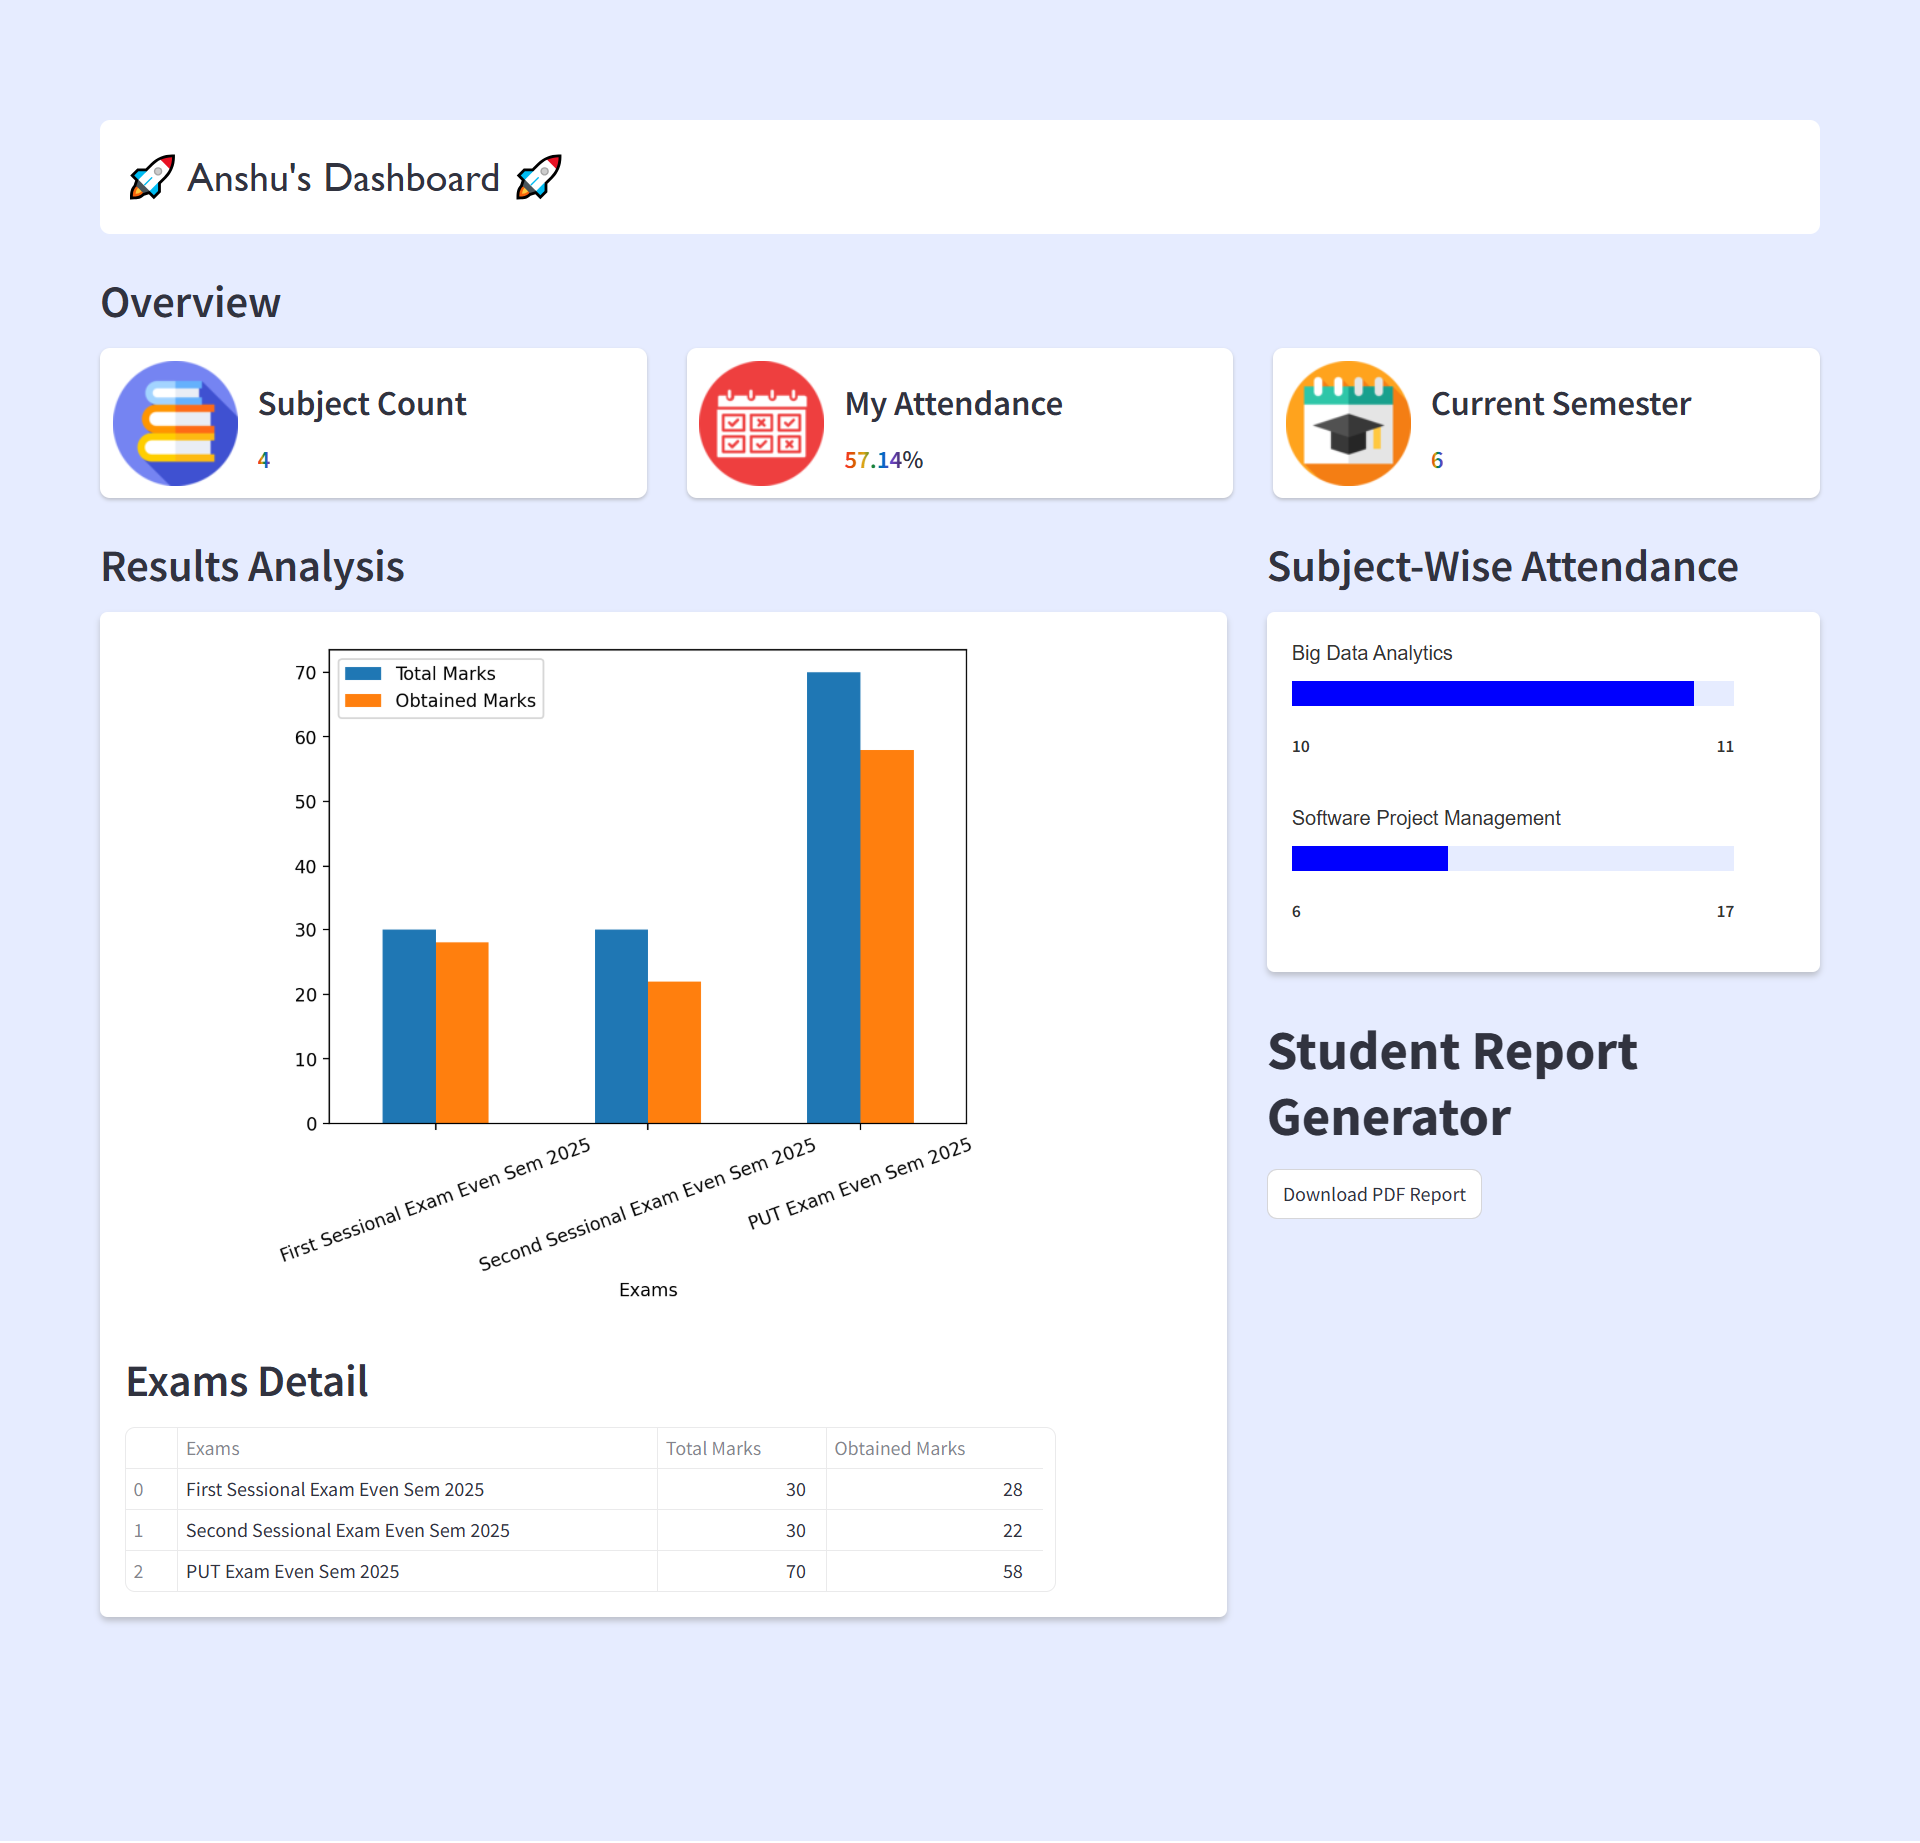 🚀 Anshu's Dashboard 🚀
Overview
Subject Count
4
My Attendance
57.14%
Current Semester
6
Results Analysis
Total Marks
Obtained Marks
70
60
50
40
30
20
10
0
First Sessional Exam Even Sem 2025
Second Sessional Exam Even Sem 2025
PUT Exam Even Sem 2025
Exams
Exams Detail
Exams Total Marks Obtained Marks
0 First Sessional Exam Even Sem 2025 30 28
1 Second Sessional Exam Even Sem 2025 30 22
2 PUT Exam Even Sem 2025 70 58
Subject-Wise Attendance
Big Data Analytics
10 11
Software Project Management
6 17
Student Report
Generator
Download PDF Report